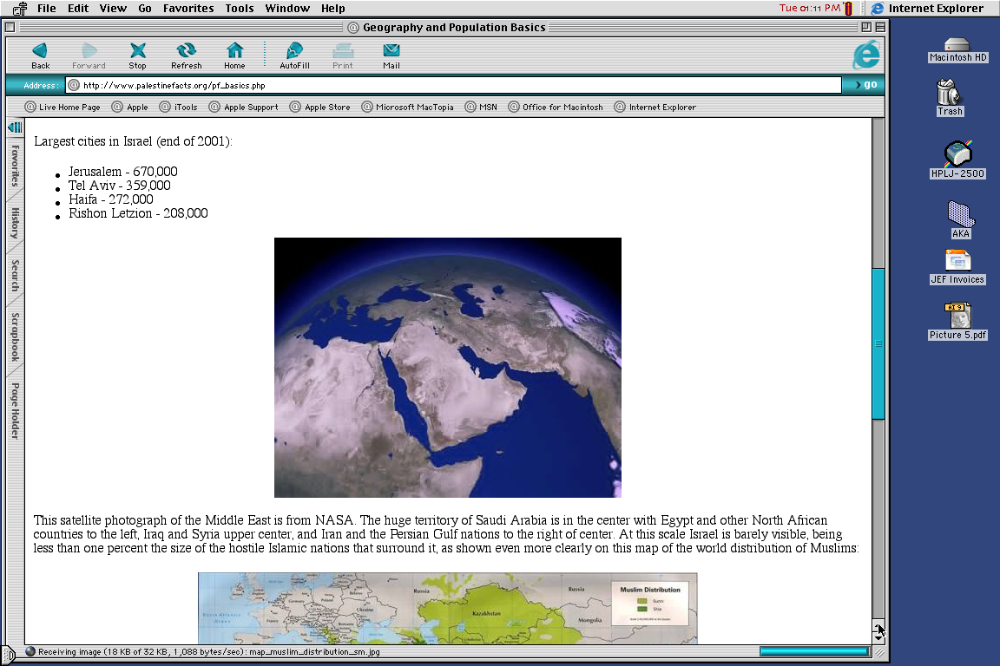 File Edit View Go Favorites Tools Window Help
Tue 01:11 PM
Internet Explorer
Geography and Population Basics
Back Forward Stop Refresh Home AutoFill Print Mail
Address: http://www.palestinefacts.org/pf_basics.php go
Live Home Page Apple iTools Apple Support Apple Store Microsoft MacTopia MSN Office for Macintosh Internet Explorer
Favorites
History
Search
Scrapbook
Page Holder
Largest cities in Israel (end of 2001):
Jerusalem - 670,000
Tel Aviv - 359,000
Haifa - 272,000
Rishon Letzion - 208,000
This satellite photograph of the Middle East is from NASA. The huge territory of Saudi Arabia is in the center with Egypt and other North African
countries to the left, Iraq and Syria upper center, and Iran and the Persian Gulf nations to the right of center. At this scale Israel is barely visible, being
less than one percent the size of the hostile Islamic nations that surround it, as shown even more clearly on this map of the world distribution of Muslims:
Russia
Russia
Muslim Distribution
Sunni
Shia
Germany
Poland
Belarus
Ukraine
France
Romania
Kazakhstan
Mongolia
Receiving image (18 KB of 32 KB, 1,088 bytes/sec): map_muslim_distribution_sm.jpg
Macintosh HD
Trash
HPLJ-2500
AKA
JEF Invoices
AI 9
Picture 5.pdf